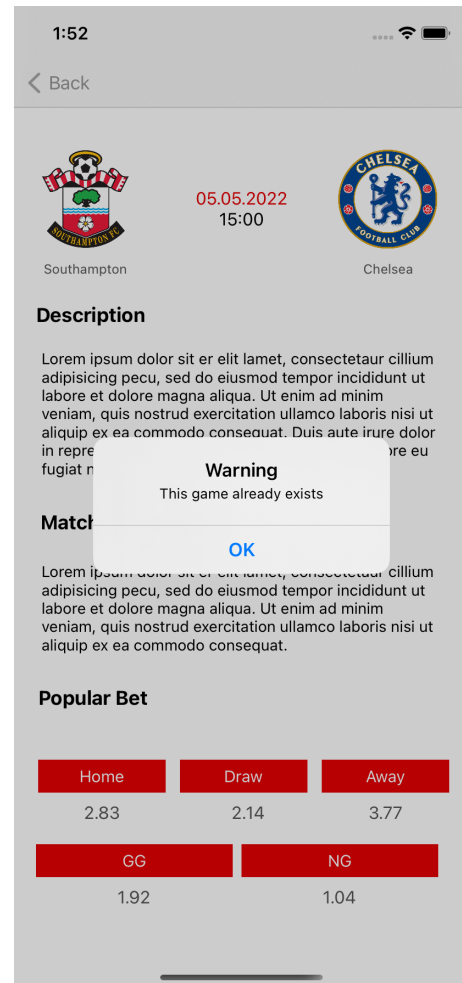 1:52
Back
SOUTHAMPTON FC
CHELSEA
FOOTBALL CLUB
05.05.2022
15:00
Southampton
Chelsea
Description
Lorem ipsum dolor sit er elit lamet, consectetaur cillium
adipisicing pecu, sed do eiusmod tempor incididunt ut
labore et dolore magna aliqua. Ut enim ad minim
veniam, quis nostrud exercitation ullamco laboris nisi ut
aliquip ex ea commodo consequat. Duis aute irure dolor
in
fugiat
Warning
This game already exists
OK
Lorem ipsum dolor sit er elit lamet, consectetaur cillium
adipisicing pecu, sed do eiusmod tempor incididunt ut
labore et dolore magna aliqua. Ut enim ad minim
veniam, quis nostrud exercitation ullamco laboris nisi ut
aliquip ex ea commodo consequat.
Popular Bet
Home Draw Away
2.83 2.14 3.77
GG NG
1.92 1.04